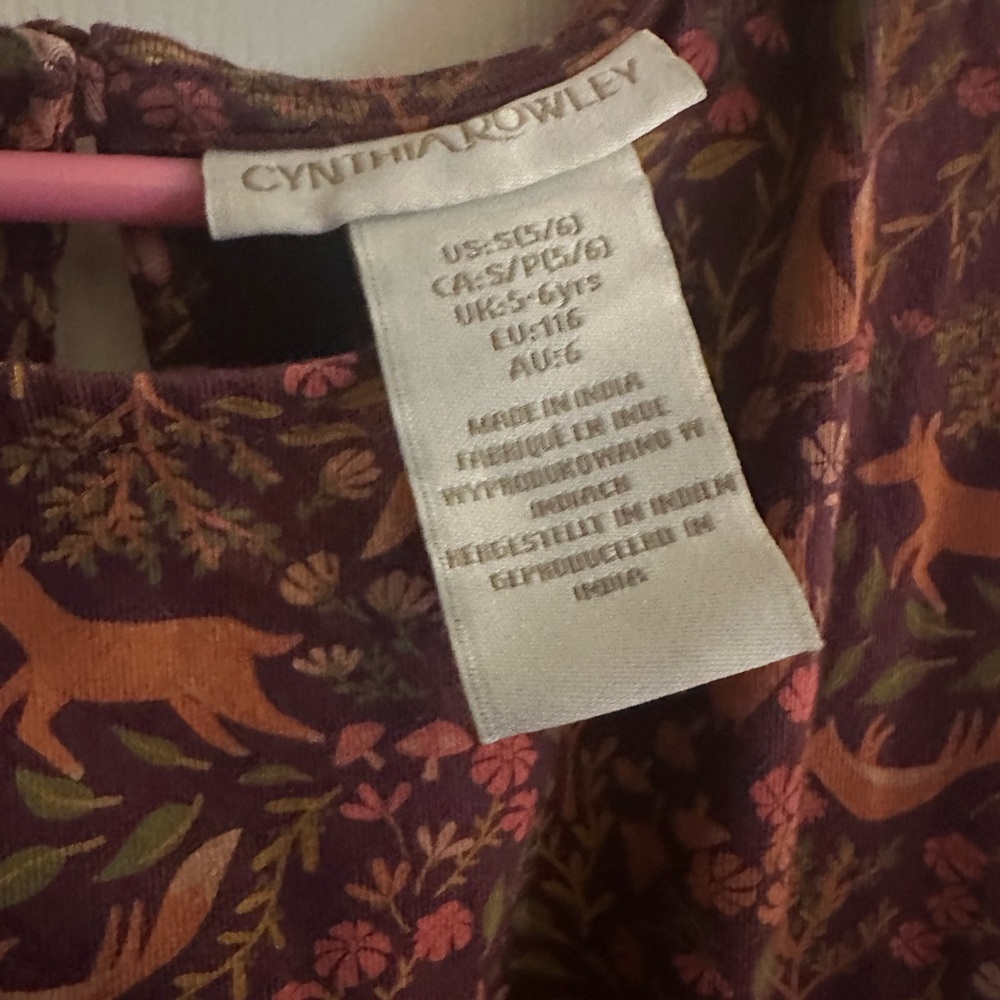 CYNTHIA ROWLEY
US:S(5/6)
CA:S/P(5/6)
UK:5-6yrs
EU:116
AU:6
MADE IN INDIA
FABRIQUÉ EN INDE
WYPRODUKOWANO W
INDIACH
HERGESTELLT IN INDIEN
GEPRODUCEERD IN
INDIA